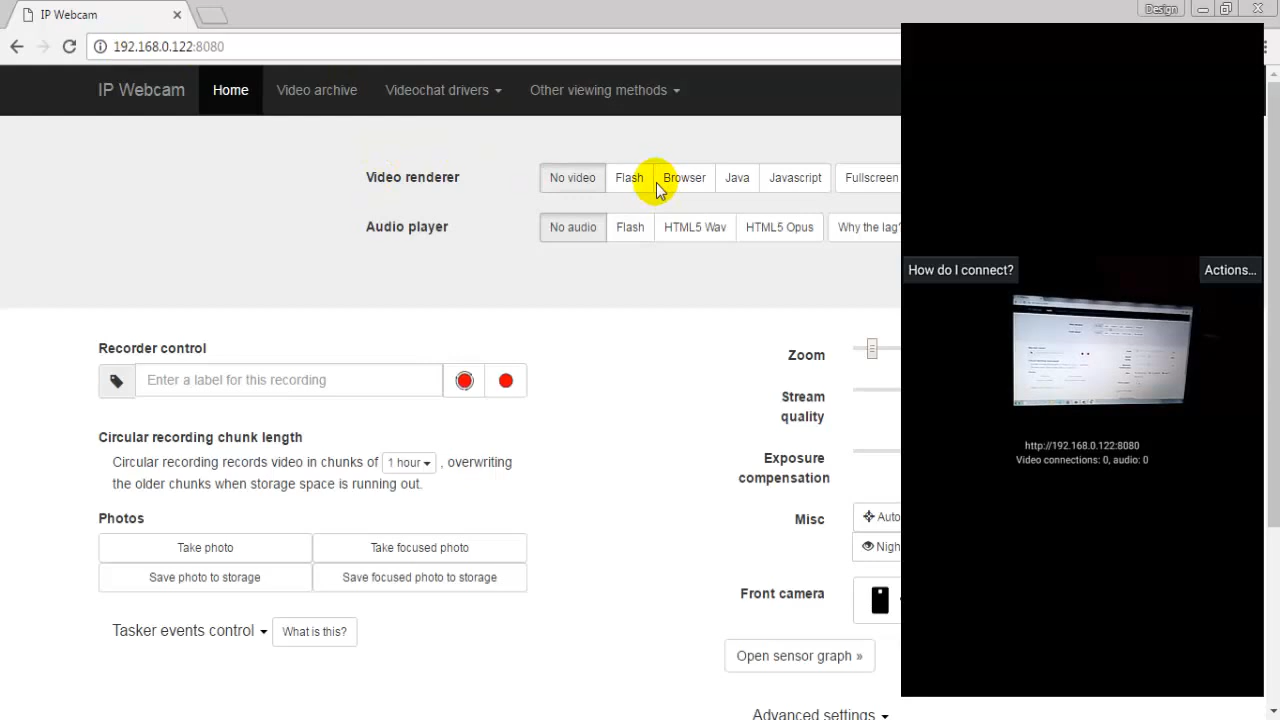 IP Webcam
Design
192.168.0.122:8080
IP Webcam
Home
Video archive
Videochat drivers
Other viewing methods
Video renderer
No video
Flash
Browser
Java
Javascript
Fullscreen
Audio player
No audio
Flash
HTML5 Wav
HTML5 Opus
Why the lag?
How do I connect?
Actions...
Recorder control
Enter a label for this recording
Circular recording chunk length
Circular recording records video in chunks of 1 hour , overwriting
the older chunks when storage space is running out.
Photos
Take photo
Take focused photo
Save photo to storage
Save focused photo to storage
Tasker events control
What is this?
Zoom
Stream
quality
Exposure
compensation
Misc
Auto
Nigh
Front camera
Open sensor graph »
Advanced settings
http://192.168.0.122:8080
Video connections: 0, audio: 0